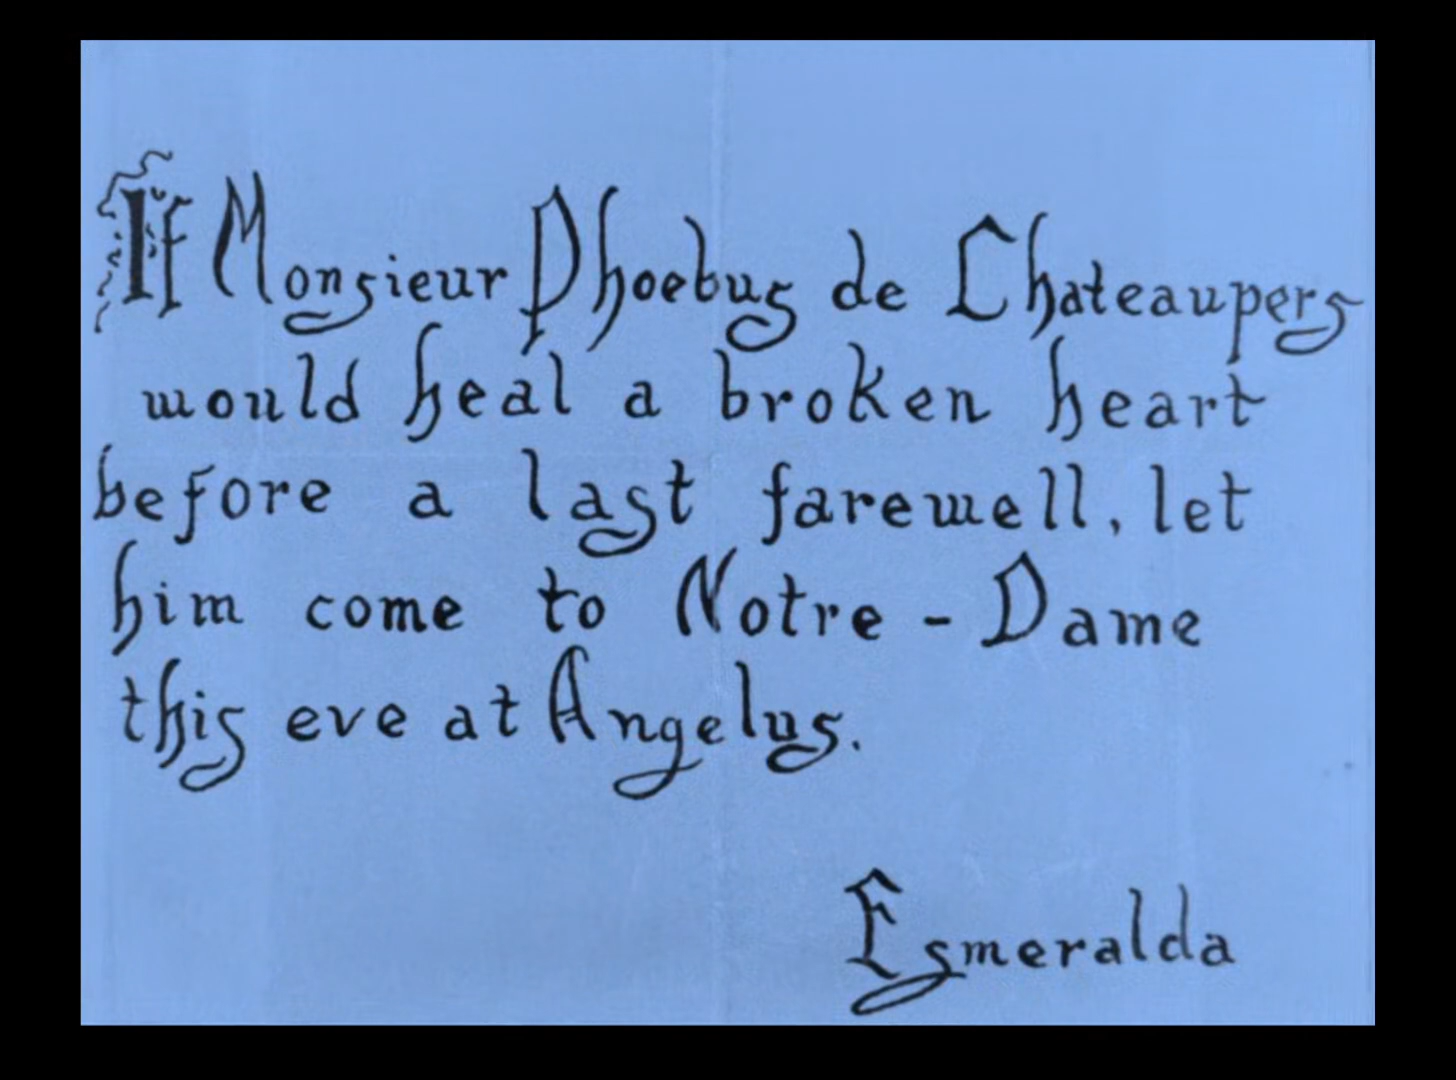 If Monsieur Phoebus de Chateaupers
would heal a broken heart
before a last farewell, let
him come to Notre-Dame
this eve at Angelus.
Esmeralda